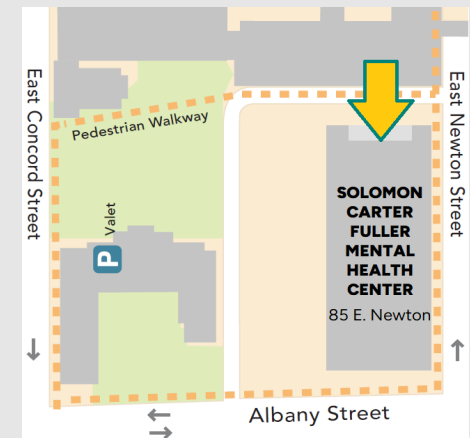 East Concord Street
Pedestrian Walkway
East Newton Street
Valet
P
SOLOMON
CARTER
FULLER
MENTAL
HEALTH
CENTER
85 E. Newton
Albany Street